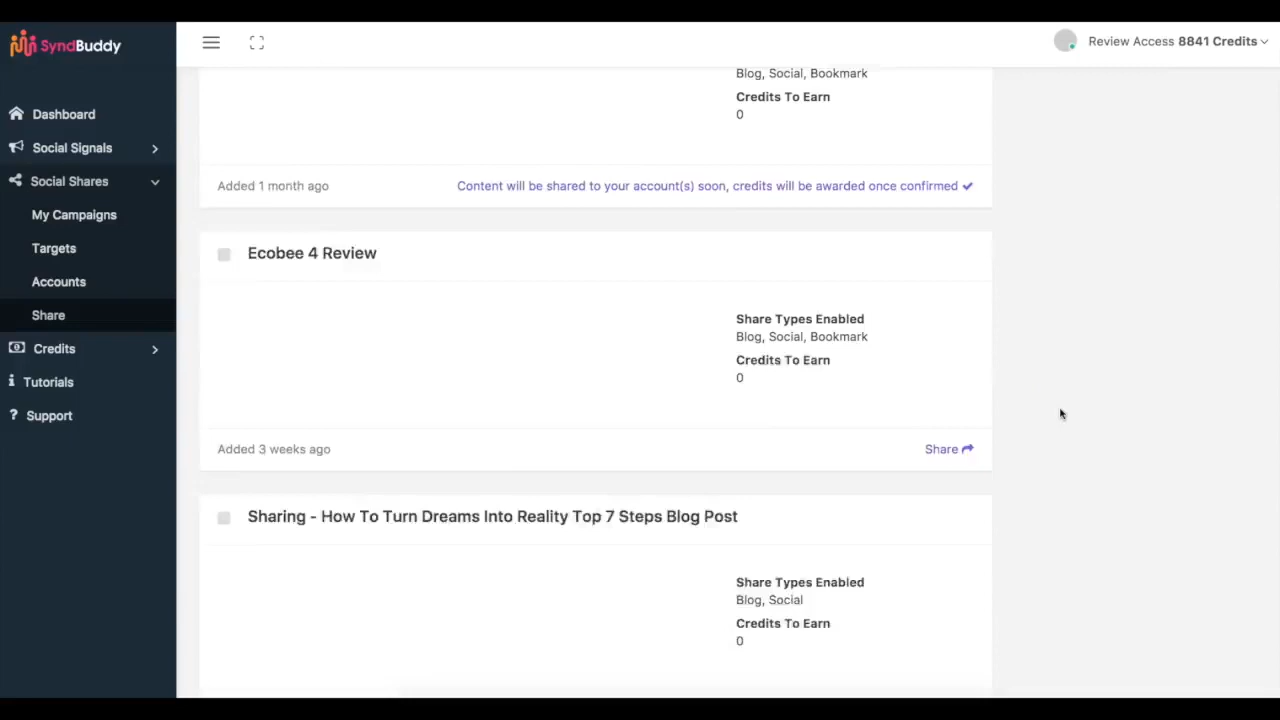 SyndBuddy
Review Access 8841 Credits
Dashboard
Social Signals
Social Shares
My Campaigns
Targets
Accounts
Share
Credits
Tutorials
Support
Blog, Social, Bookmark
Credits To Earn
0
Added 1 month ago
Content will be shared to your account(s) soon, credits will be awarded once confirmed
Ecobee 4 Review
Share Types Enabled
Blog, Social, Bookmark
Credits To Earn
0
Added 3 weeks ago
Share
Sharing - How To Turn Dreams Into Reality Top 7 Steps Blog Post
Share Types Enabled
Blog, Social
Credits To Earn
0